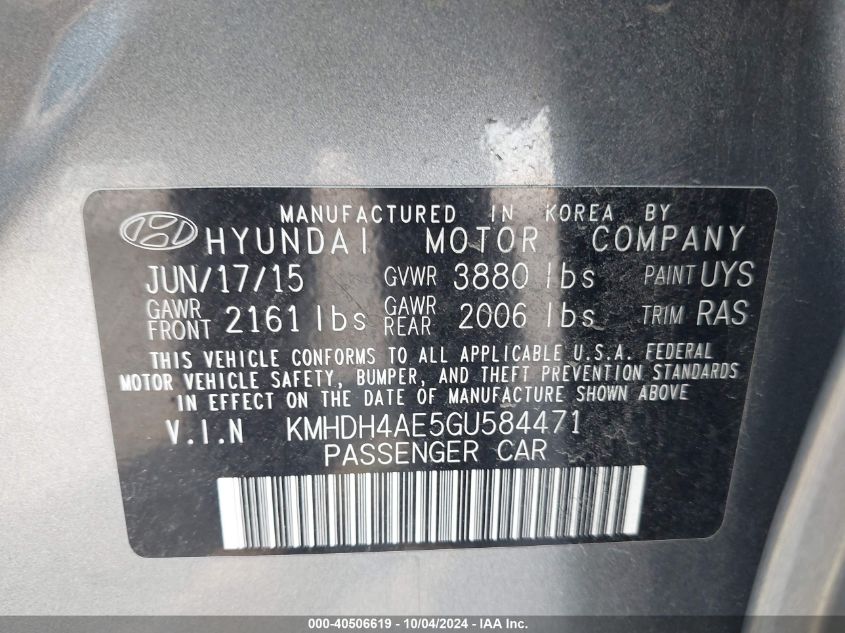 MANUFACTURED IN KOREA BY
HYUNDAI MOTOR COMPANY
JUN/17/15 GVWR 3880 lbs PAINT UYS
GAWR FRONT 2161 lbs GAWR REAR 2006 lbs TRIM RAS
THIS VEHICLE CONFORMS TO ALL APPLICABLE U.S.A. FEDERAL
MOTOR VEHICLE SAFETY, BUMPER, AND THEFT PREVENTION STANDARDS
IN EFFECT ON THE DATE OF MANUFACTURE SHOWN ABOVE
V.I.N KMHDH4AE5GU584471
PASSENGER CAR
000-40506619 - 10/04/2024 - IAA Inc.